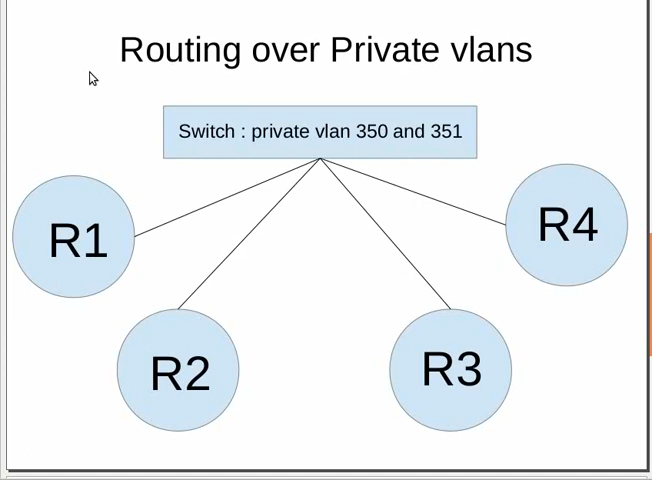 Routing over Private vlans
Switch : private vlan 350 and 351
R1
R4
R2
R3